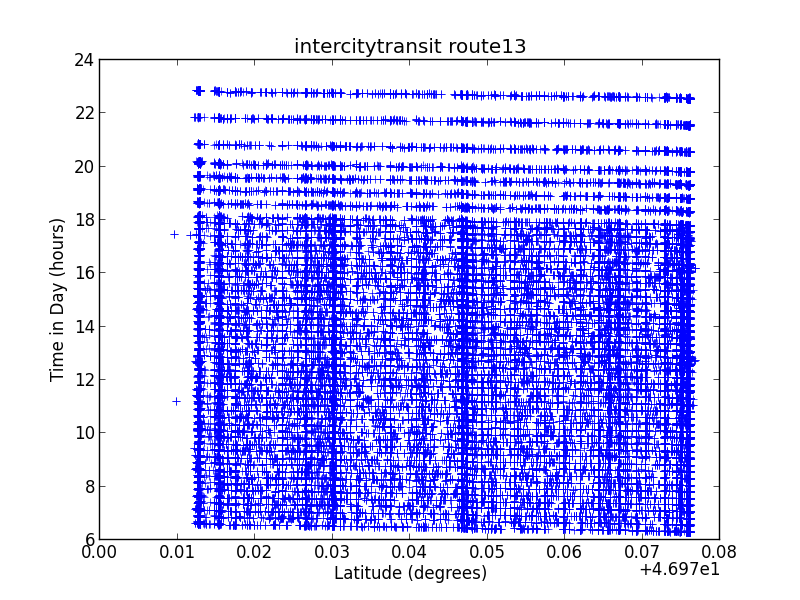 intercitytransit route13
Time in Day (hours)
24
22
20
18
16
14
12
10
8
6
0.00 0.01 0.02 0.03 0.04 0.05 0.06 0.07 0.08
Latitude (degrees)
+4.697e1